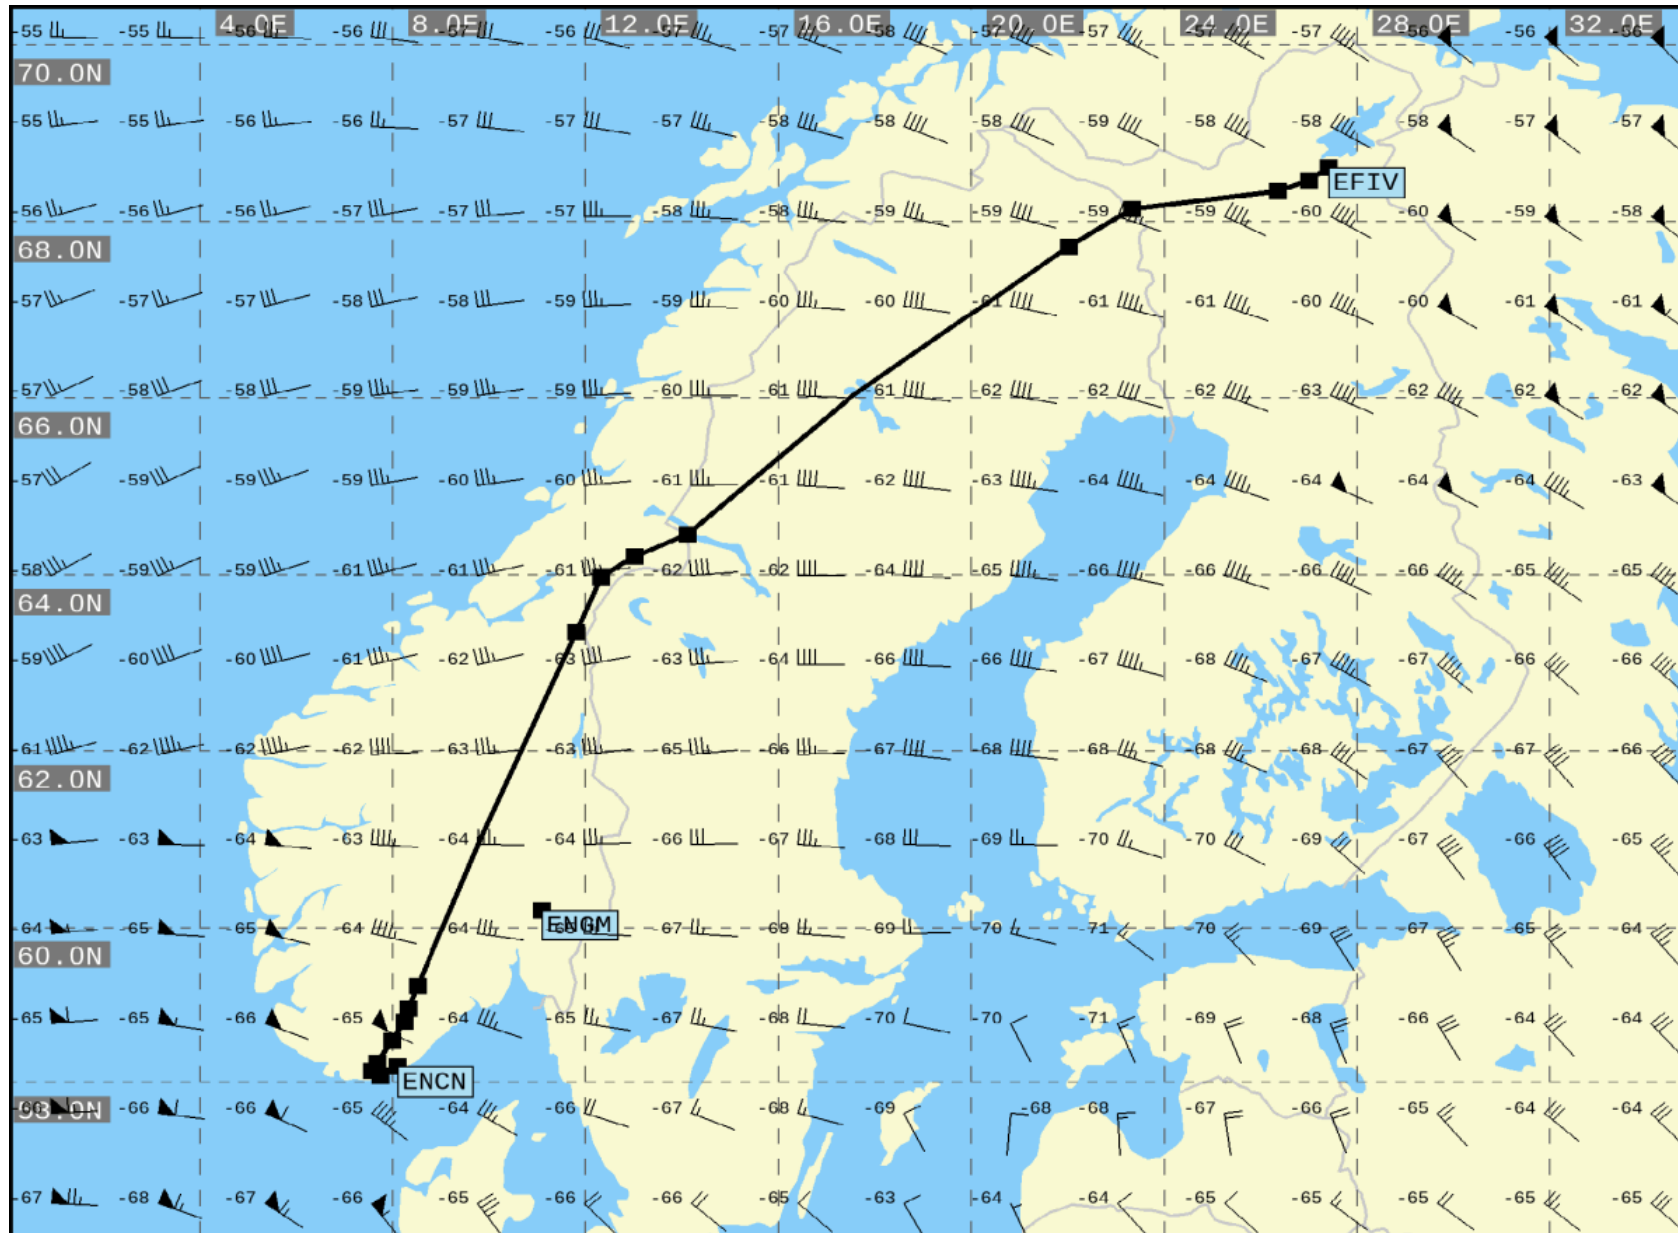 4.0E 8.0E 12.0E 16.0E 20.0E 24.0E 28.0E 32.0E
-55 -55 -56 -56 -57 -56 -57 -57 -58 -57 -57 -57 -57 -56 -56 -56
70.0N
-55 -55 -56 -56 -57 -57 -57 -58 -58 -58 -59 -58 -58 -58 -57 -57
EFIV
-56 -56 -56 -57 -57 -57 -58 -58 -59 -59 -59 -59 -60 -60 -59 -58
68.0N
-57 -57 -57 -58 -58 -59 -59 -60 -60 -61 -61 -61 -60 -60 -61 -61
-57 -58 -58 -59 -59 -59 -60 -61 -61 -62 -62 -62 -63 -62 -62 -62
66.0N
-57 -59 -59 -59 -60 -60 -61 -61 -62 -63 -64 -64 -64 -64 -64 -63
-58 -59 -59 -61 -61 -61 -62 -62 -64 -65 -66 -66 -66 -66 -65 -65
64.0N
-59 -60 -60 -61 -62 -63 -63 -64 -66 -66 -67 -68 -67 -67 -66 -66
-61 -62 -62 -62 -63 -63 -65 -66 -67 -68 -68 -68 -68 -67 -67 -66
62.0N
-63 -63 -64 -63 -64 -64 -66 -67 -68 -69 -70 -70 -69 -67 -66 -65
ENGM
-64 -65 -65 -64 -64 -67 -68 -69 -70 -71 -70 -69 -67 -65 -64
60.0N
-65 -65 -66 -65 -64 -65 -67 -68 -70 -70 -71 -69 -68 -66 -64 -64
ENCN
-66 -66 -65 -64 -66 -67 -68 -69 -68 -68 -67 -66 -65 -64 -64
-67 -68 -67 -66 -65 -66 -66 -65 -63 -64 -64 -65 -65 -65 -65 -65